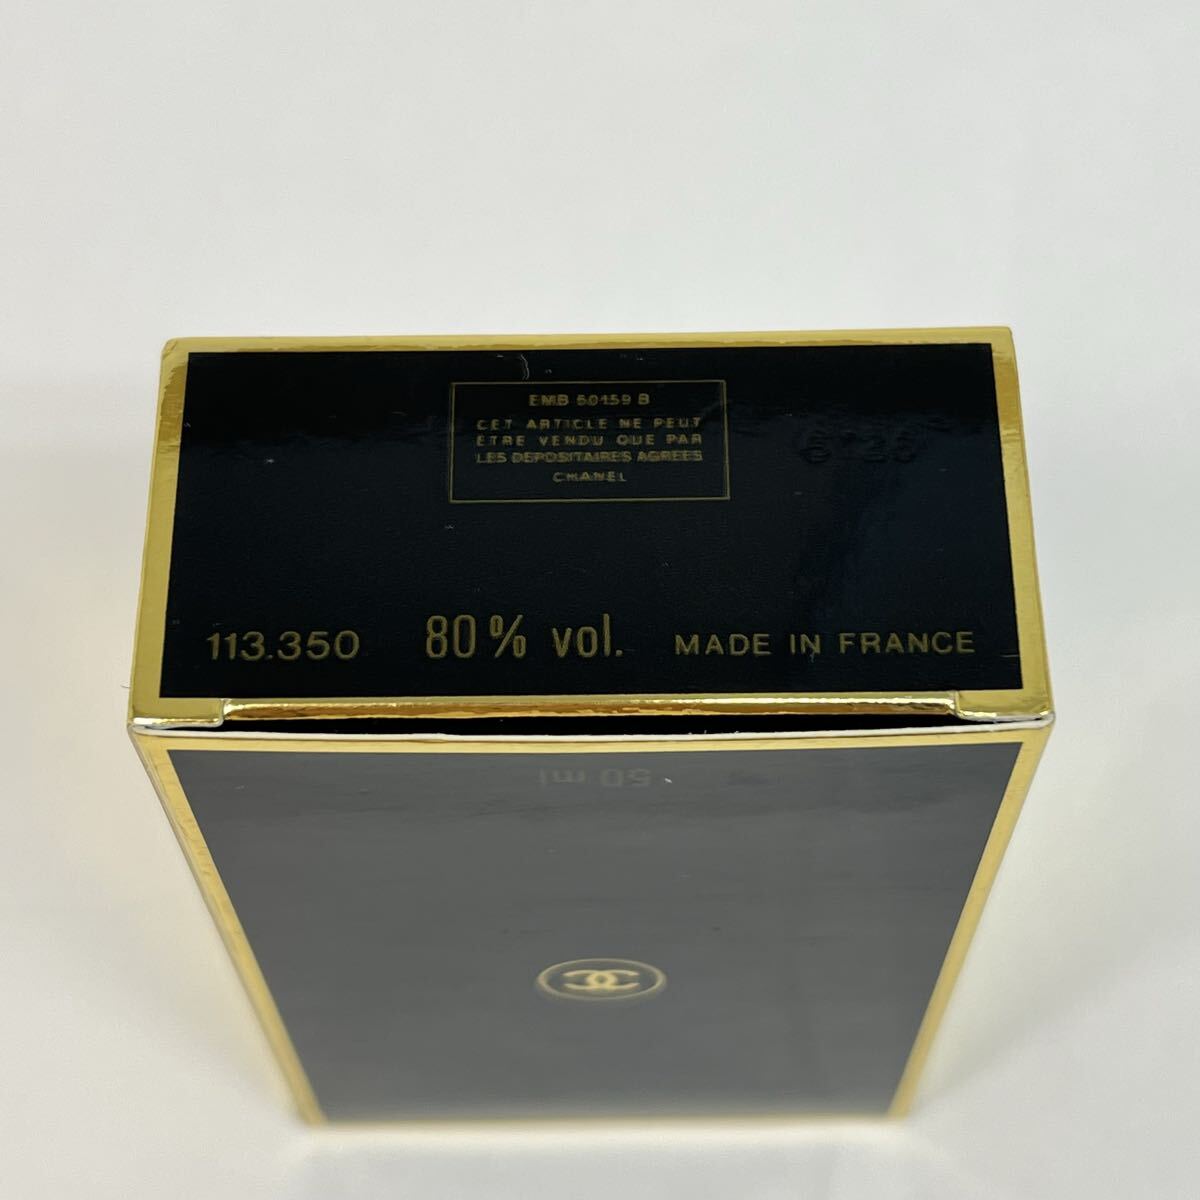 EMB 60159 B
CET ARTICLE NE PEUT
ETRE VENDU QUE PAR
LES DEPOSITAIRES AGREES
CHANEL
113.350
80% vol.
MADE IN FRANCE
50 ml